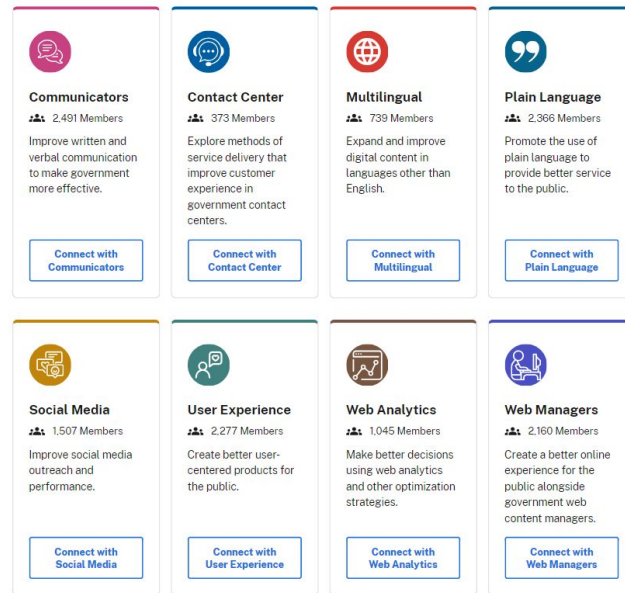 Communicators
2,491 Members
Improve written and
verbal communication
to make government
more effective.
Connect with
Communicators
Contact Center
373 Members
Explore methods of
service delivery that
improve customer
experience in
government contact
centers.
Connect with
Contact Center
Multilingual
739 Members
Expand and improve
digital content in
languages other than
English.
Connect with
Multilingual
Plain Language
2,366 Members
Promote the use of
plain language to
provide better service
to the public.
Connect with
Plain Language
Social Media
1,507 Members
Improve social media
outreach and
performance.
Connect with
Social Media
User Experience
2,277 Members
Create better user-
centered products for
the public.
Connect with
User Experience
Web Analytics
1,045 Members
Make better decisions
using web analytics
and other optimization
strategies.
Connect with
Web Analytics
Web Managers
2,160 Members
Create a better online
experience for the
public alongside
government web
content managers.
Connect with
Web Managers